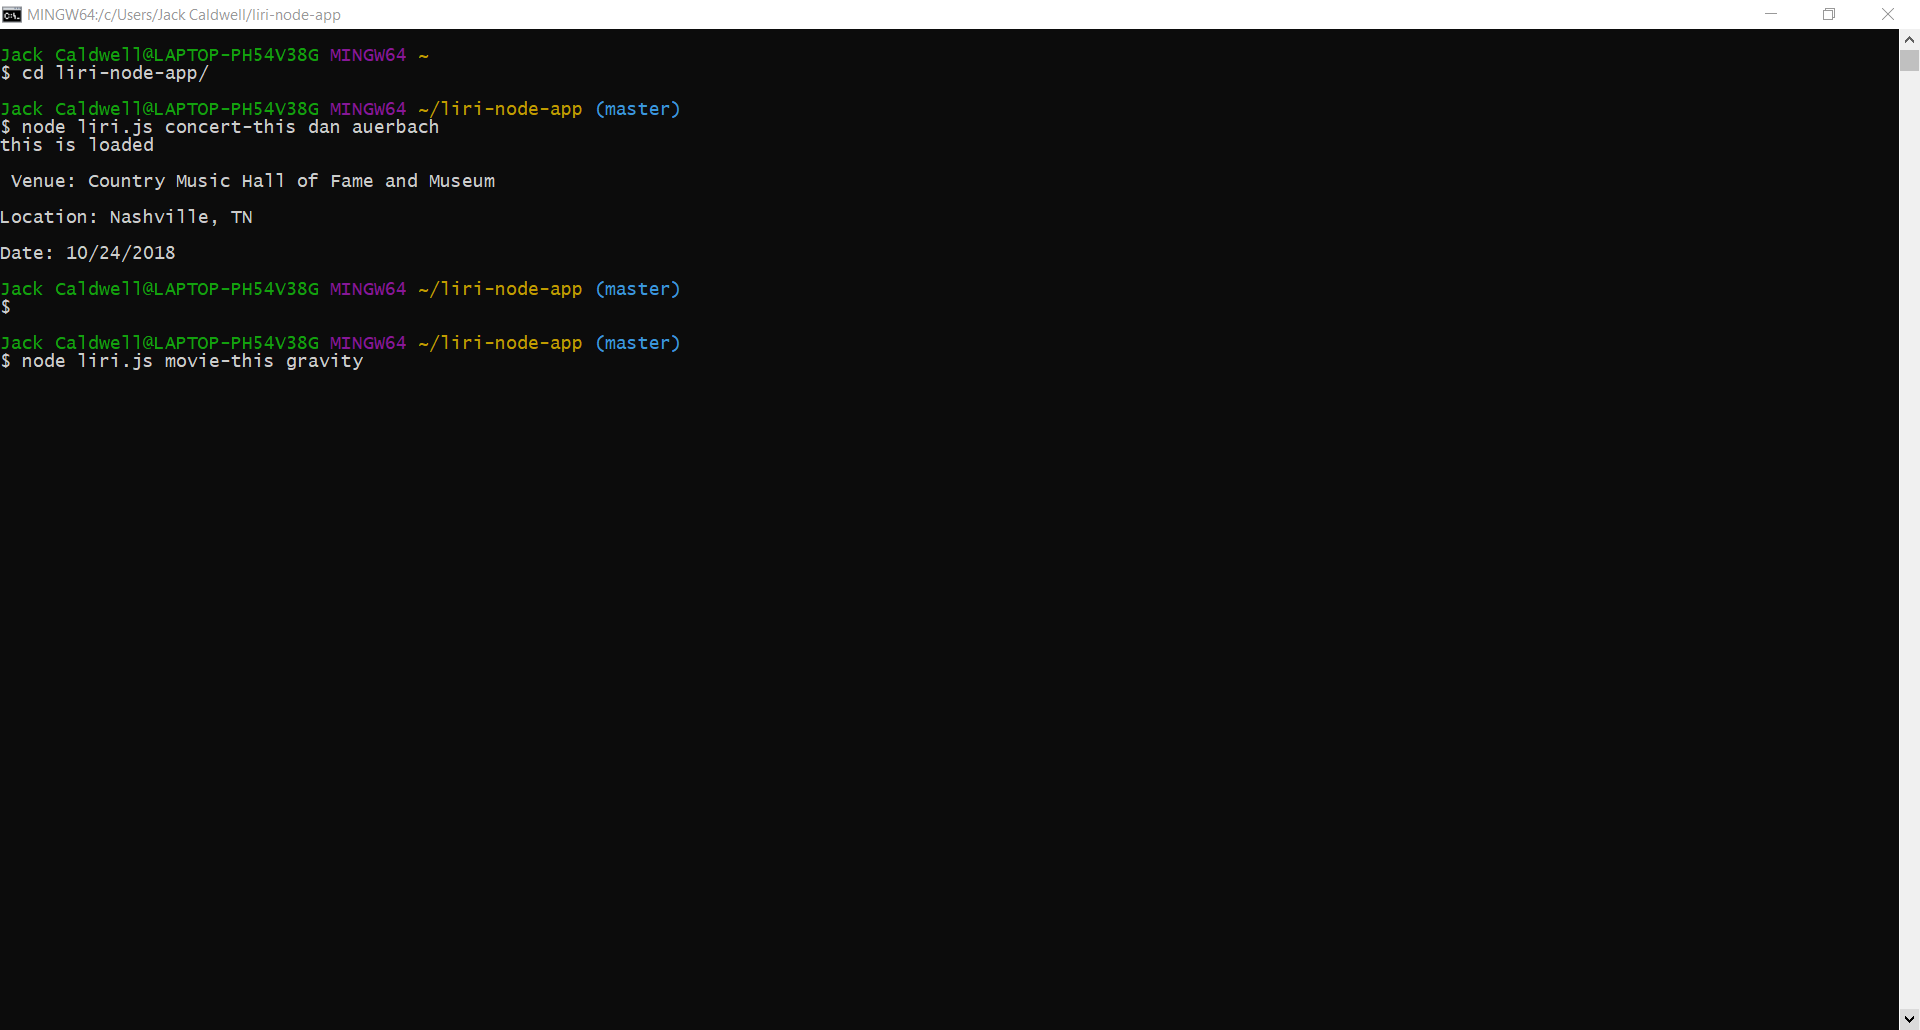 MINGW64:/c/Users/Jack Caldwell/liri-node-app
Jack Caldwell@LAPTOP-PH54V38G MINGW64 ~
$ cd liri-node-app/
Jack Caldwell@LAPTOP-PH54V38G MINGW64 ~/liri-node-app (master)
$ node liri.js concert-this dan auerbach
this is loaded
Venue: Country Music Hall of Fame and Museum
Location: Nashville, TN
Date: 10/24/2018
Jack Caldwell@LAPTOP-PH54V38G MINGW64 ~/liri-node-app (master)
$
Jack Caldwell@LAPTOP-PH54V38G MINGW64 ~/liri-node-app (master)
$ node liri.js movie-this gravity